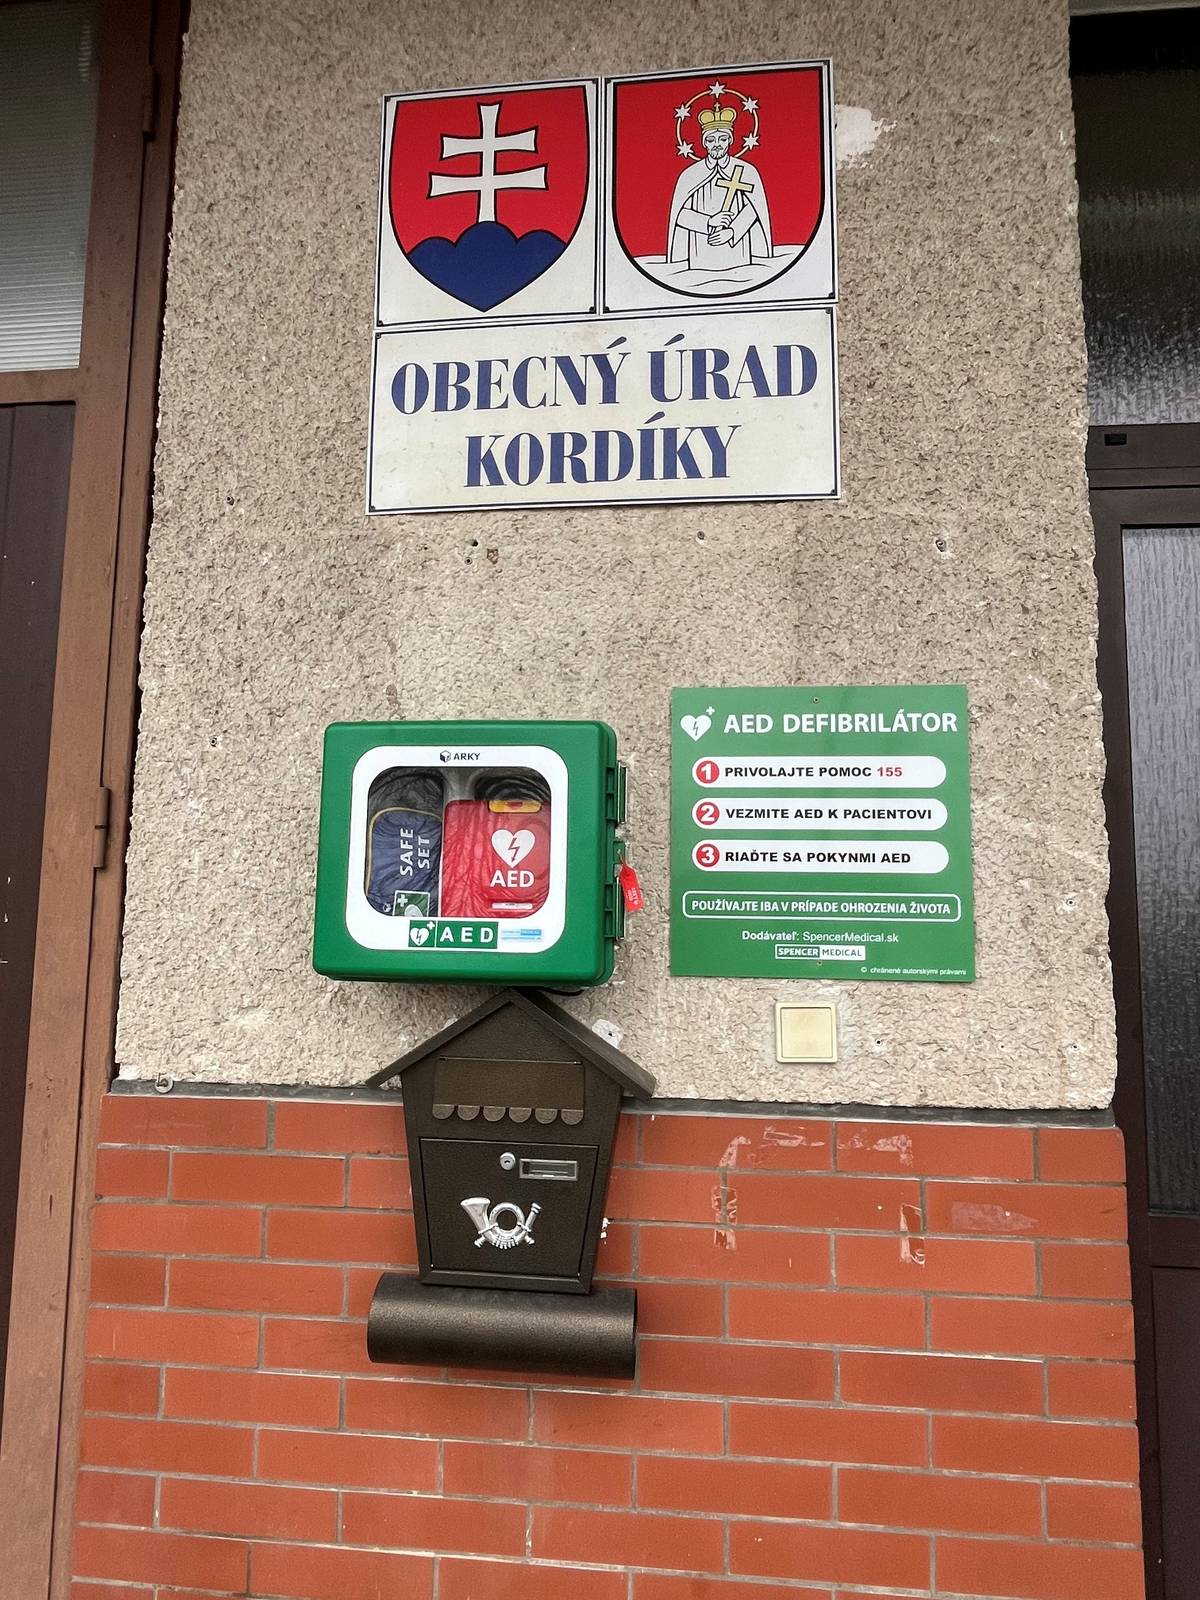 OBECNÝ ÚRAD
KORDÍKY
ARKY
SAFE
SET
AED
AED
AED DEFIBRILÁTOR
1 PRIVOLAJTE POMOC 155
2 VEZMITE AED K PACIENTOVI
3 RIAĎTE SA POKYNMI AED
POUŽÍVAJTE IBA V PRÍPADE OHROZENIA ŽIVOTA
Dodávateľ: SpencerMedical.sk
SPENCER MEDICAL
© chránené autorskými právami